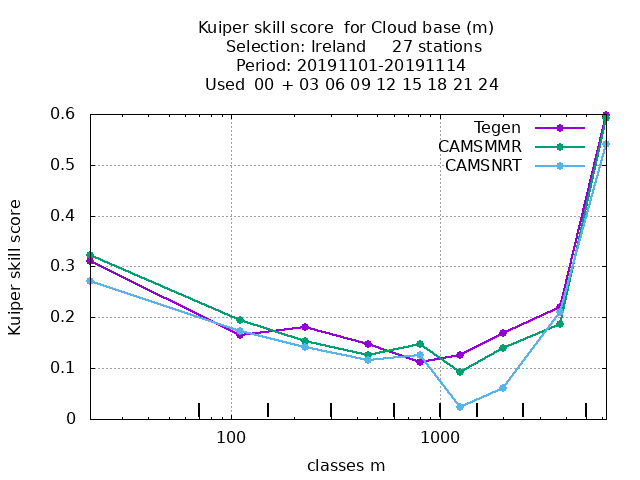 Kuiper skill score  for Cloud base (m)
Selection: Ireland     27 stations
Period: 20191101-20191114
Used  00 + 03 06 09 12 15 18 21 24
Tegen
CAMSMMR
CAMSNRT
Kuiper skill score
0.6
0.5
0.4
0.3
0.2
0.1
0
100
1000
classes m